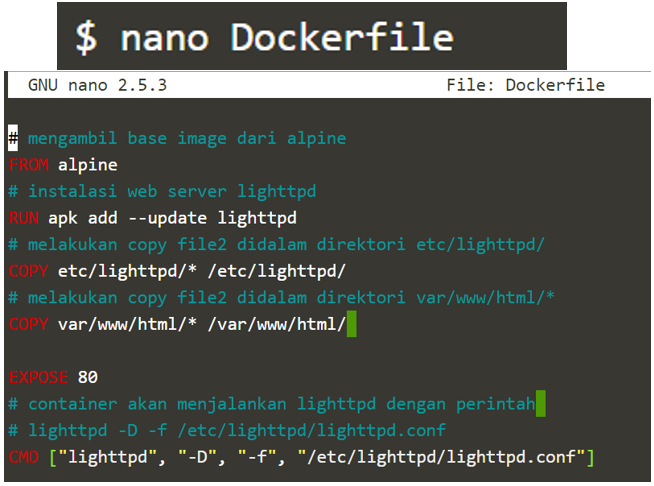 $ nano Dockerfile
GNU nano 2.5.3 File: Dockerfile
# mengambil base image dari alpine
FROM alpine
# instalasi web server lighttpd
RUN apk add --update lighttpd
# melakukan copy file2 didalam direktori etc/lighttpd/
COPY etc/lighttpd/* /etc/lighttpd/
# melakukan copy file2 didalam direktori var/www/html/*
COPY var/www/html/* /var/www/html/
EXPOSE 80
# container akan menjalankan lighttpd dengan perintah
# lighttpd -D -f /etc/lighttpd/lighttpd.conf
CMD ["lighttpd", "-D", "-f", "/etc/lighttpd/lighttpd.conf"]